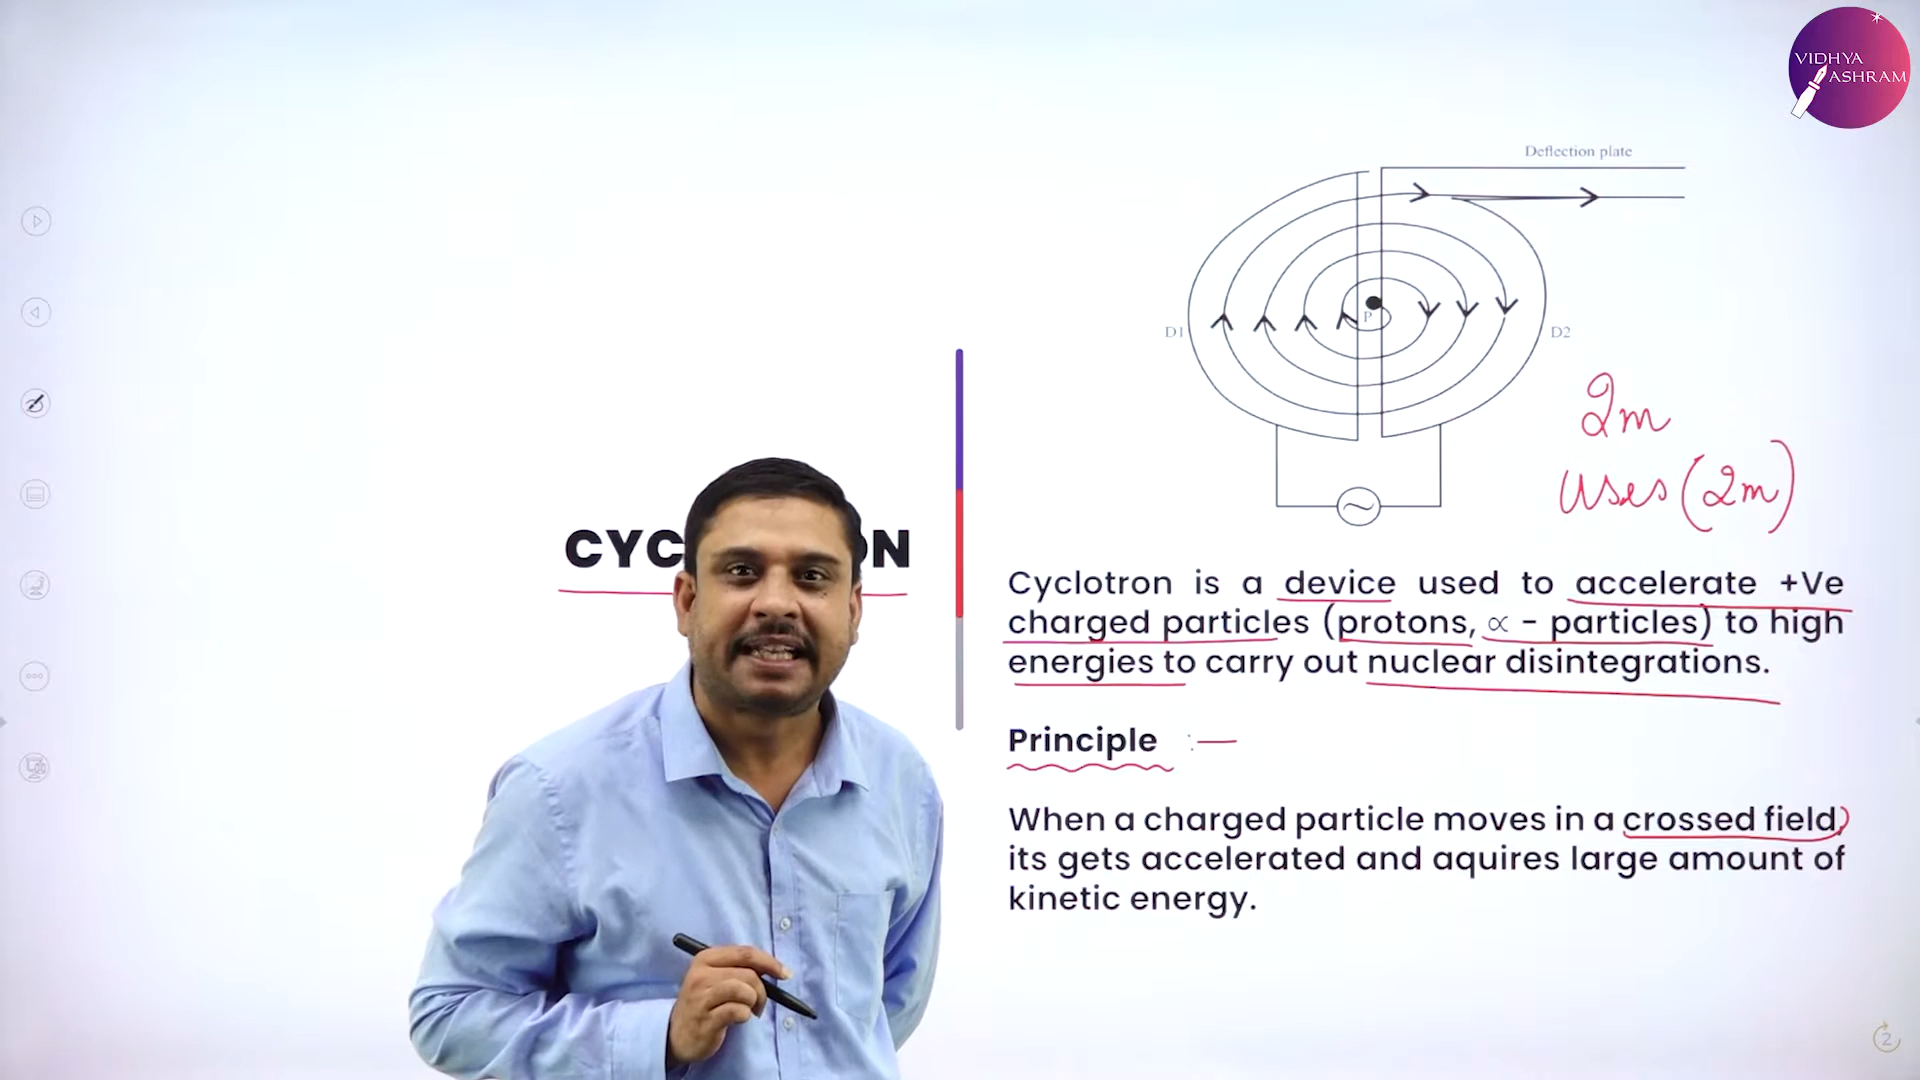 VIDHYA
ASHRAM
Deflection plate
P
D1
D2
2m
Uses (2m)
CYC ON
Cyclotron is a device used to accelerate +Ve
charged particles (protons, ∝ - particles) to high
energies to carry out nuclear disintegrations.
Principle :—
When a charged particle moves in a crossed field,
its gets accelerated and aquires large amount of
kinetic energy.
2